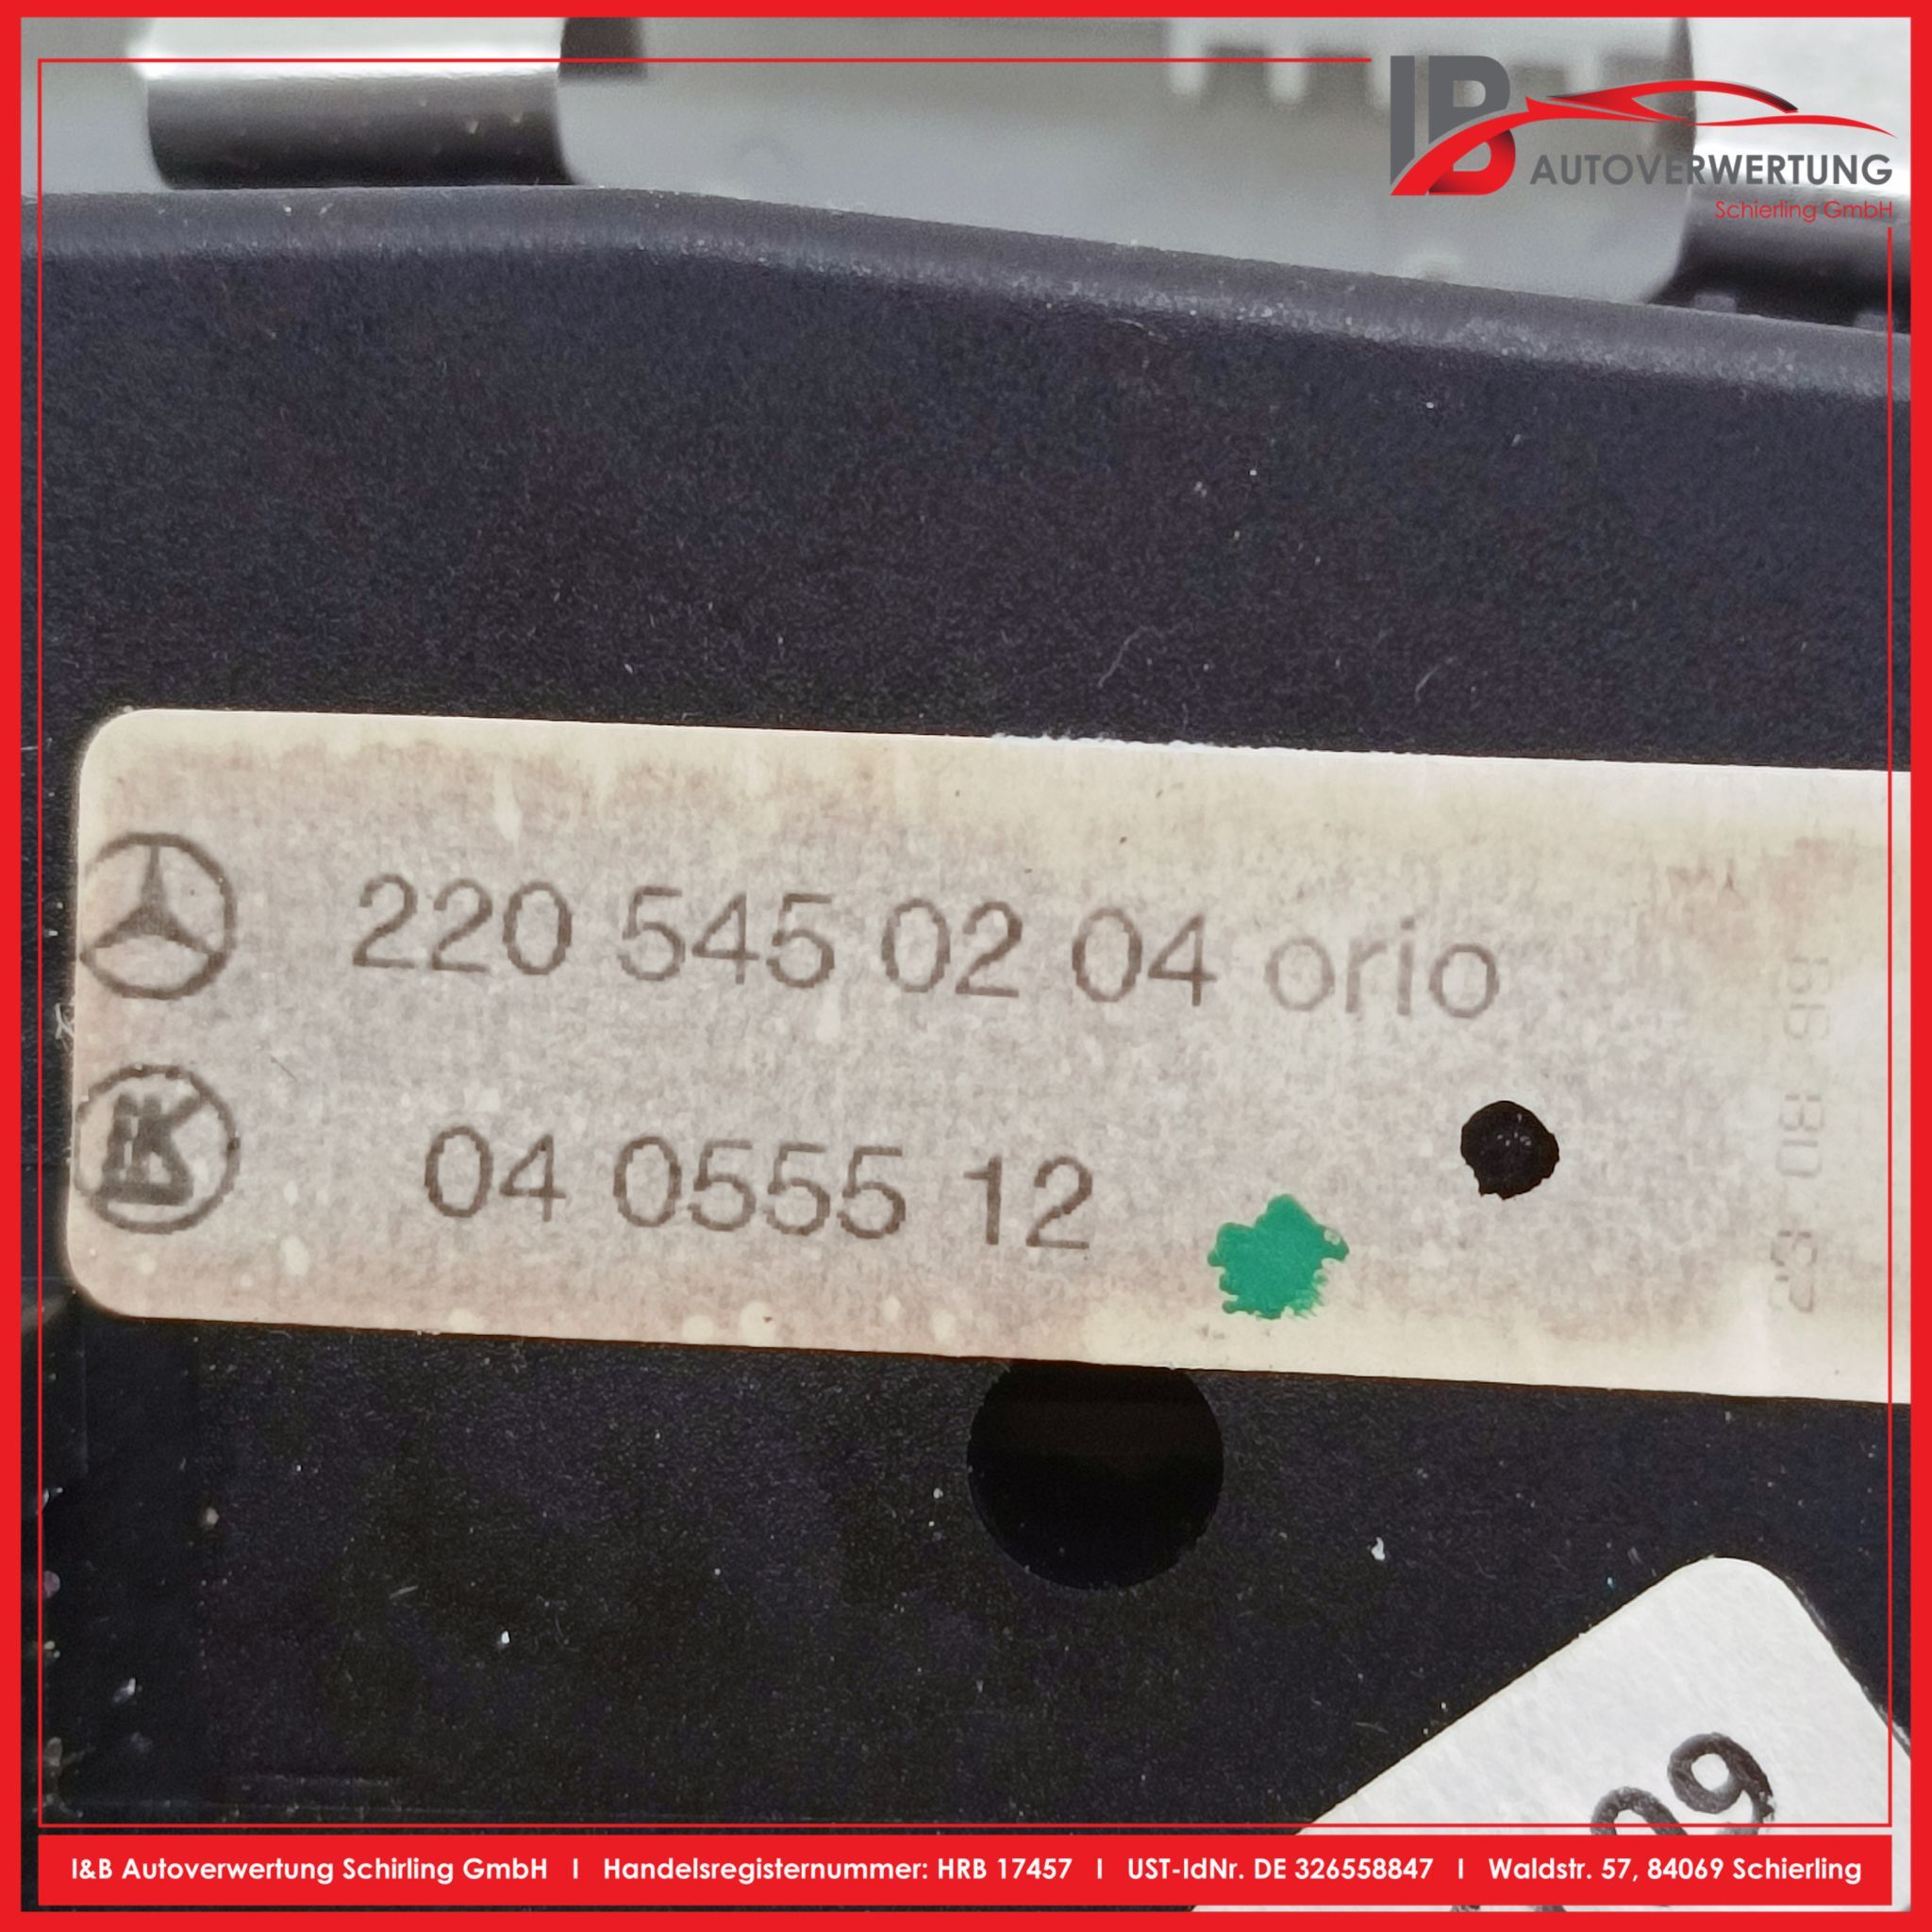 IB
AUTOVERWERTUNG
Schierling GmbH
220 545 02 04 orio
04 0555 12
09
I&B Autoverwertung Schirling GmbH I Handelsregisternummer: HRB 17457 I UST-IdNr. DE 326558847 I Waldstr. 57, 84069 Schierling